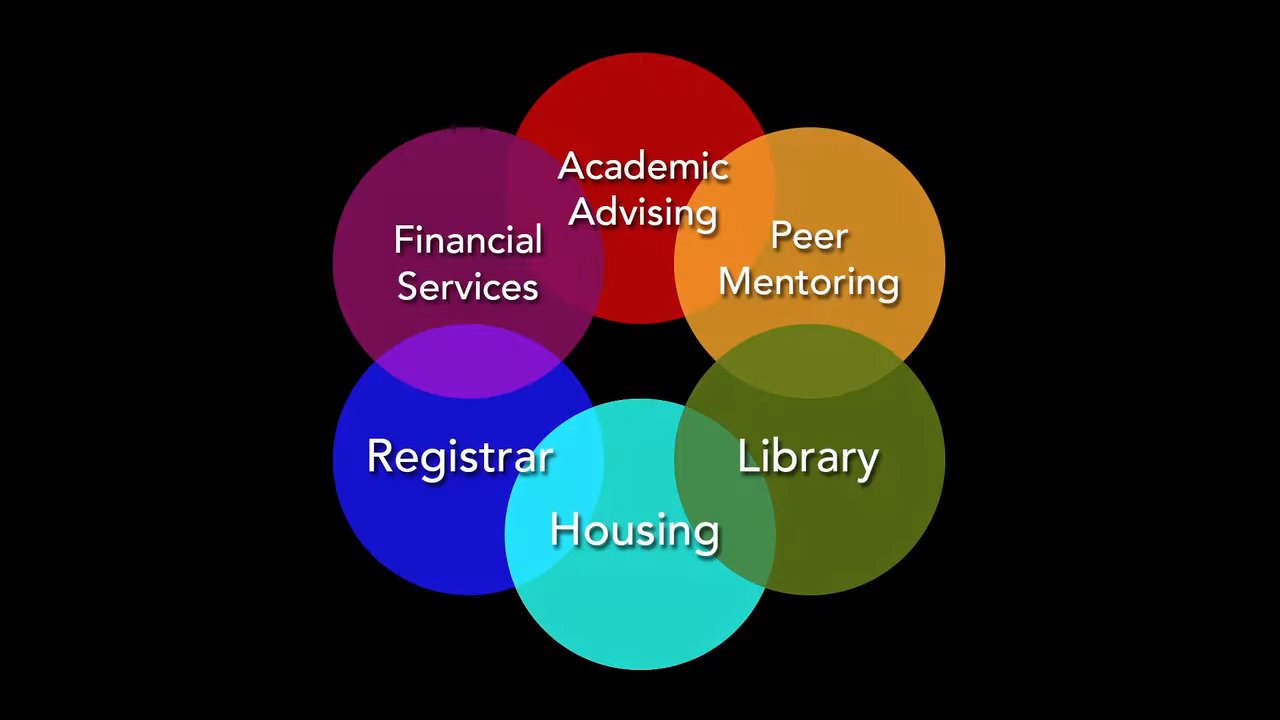 Academic
Advising
Financial
Services
Peer
Mentoring
Registrar
Library
Housing